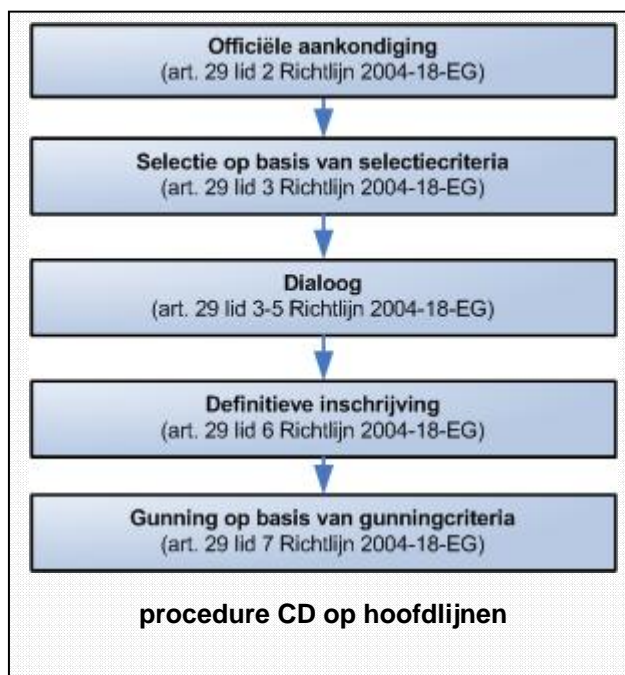 Officiële aankondiging
(art. 29 lid 2 Richtlijn 2004-18-EG)
Selectie op basis van selectiecriteria
(art. 29 lid 3 Richtlijn 2004-18-EG)
Dialoog
(art. 29 lid 3-5 Richtlijn 2004-18-EG)
Definitieve inschrijving
(art. 29 lid 6 Richtlijn 2004-18-EG)
Gunning op basis van gunningcriteria
(art. 29 lid 7 Richtlijn 2004-18-EG)
procedure CD op hoofdlijnen